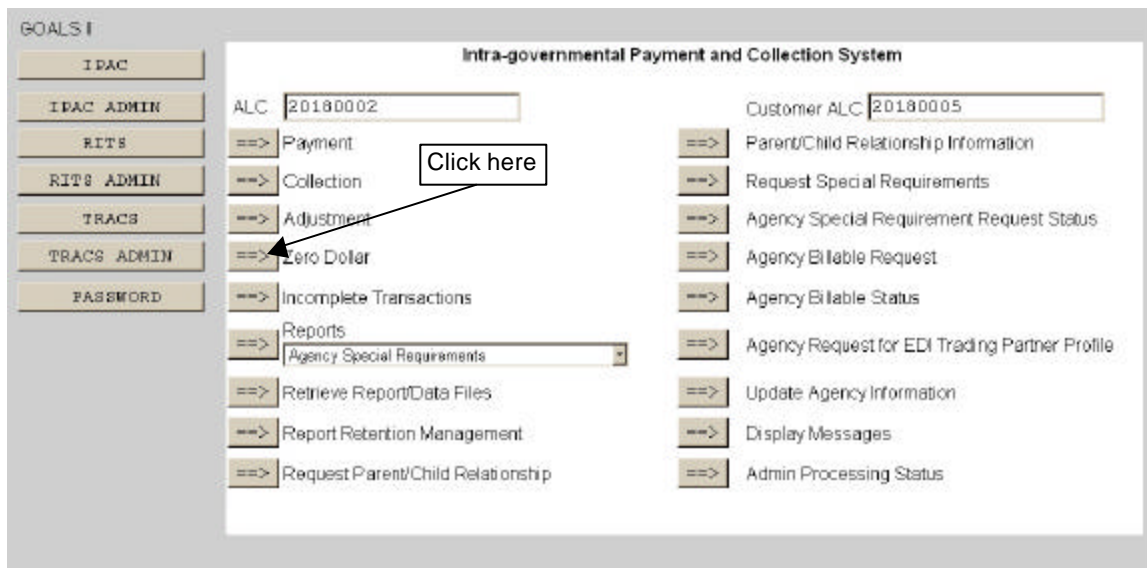 GOALS II
IPAC
IPAC ADMIN
RITS
RITS ADMIN
TRACS
TRACS ADMIN
PASSWORD
Intra-governmental Payment and Collection System
ALC 20180002
Customer ALC 20180005
==> Payment
==> Collection
==> Adjustment
==> Zero Dollar
==> Incomplete Transactions
==> Reports
Agency Special Requirements
==> Retrieve Report/Data Files
==> Report Retention Management
==> Request Parent/Child Relationship
Click here
==> Parent/Child Relationship Information
==> Request Special Requirements
==> Agency Special Requirement Request Status
==> Agency Billable Request
==> Agency Billable Status
==> Agency Request for EDI Trading Partner Profile
==> Update Agency Information
==> Display Messages
==> Admin Processing Status